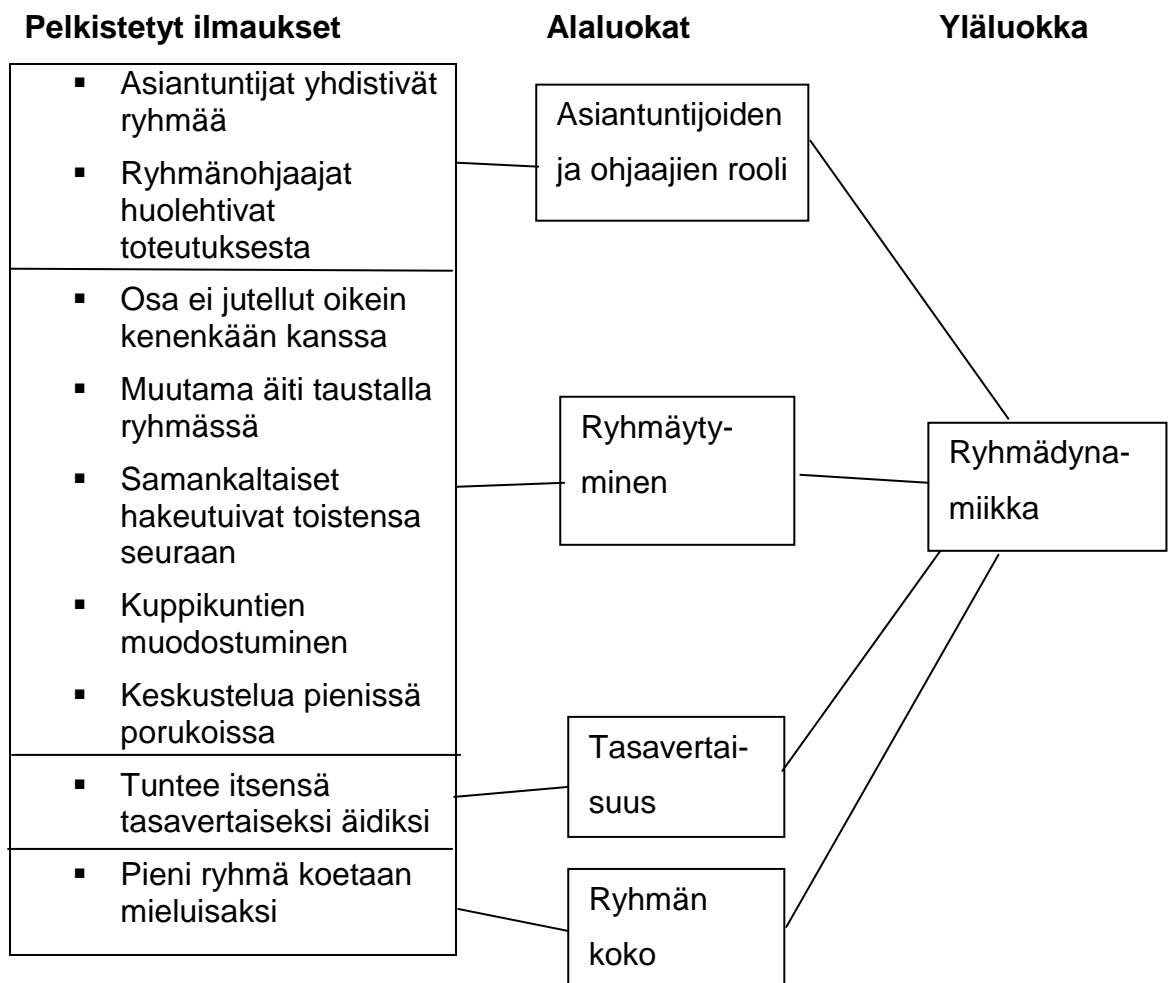 Pelkistetyt ilmaukset
Alaluokat
Yläluokka
▪ Asiantuntijat yhdistivät
ryhmää
▪ Ryhmänohjaajat
huolehtivat
toteutuksesta
▪ Osa ei jutellut oikein
kenenkään kanssa
▪ Muutama äiti taustalla
ryhmässä
▪ Samankaltaiset
hakeutuivat toistensa
seuraan
▪ Kuppikuntien
muodostuminen
▪ Keskustelua pienissä
porukoissa
▪ Tuntee itsensä
tasavertaiseksi äidiksi
▪ Pieni ryhmä koetaan
mieluisaksi
Asiantuntijoiden
ja ohjaajien rooli
Ryhmäyty-
minen
Tasavertai-
suus
Ryhmän
koko
Ryhmädyna-
miikka